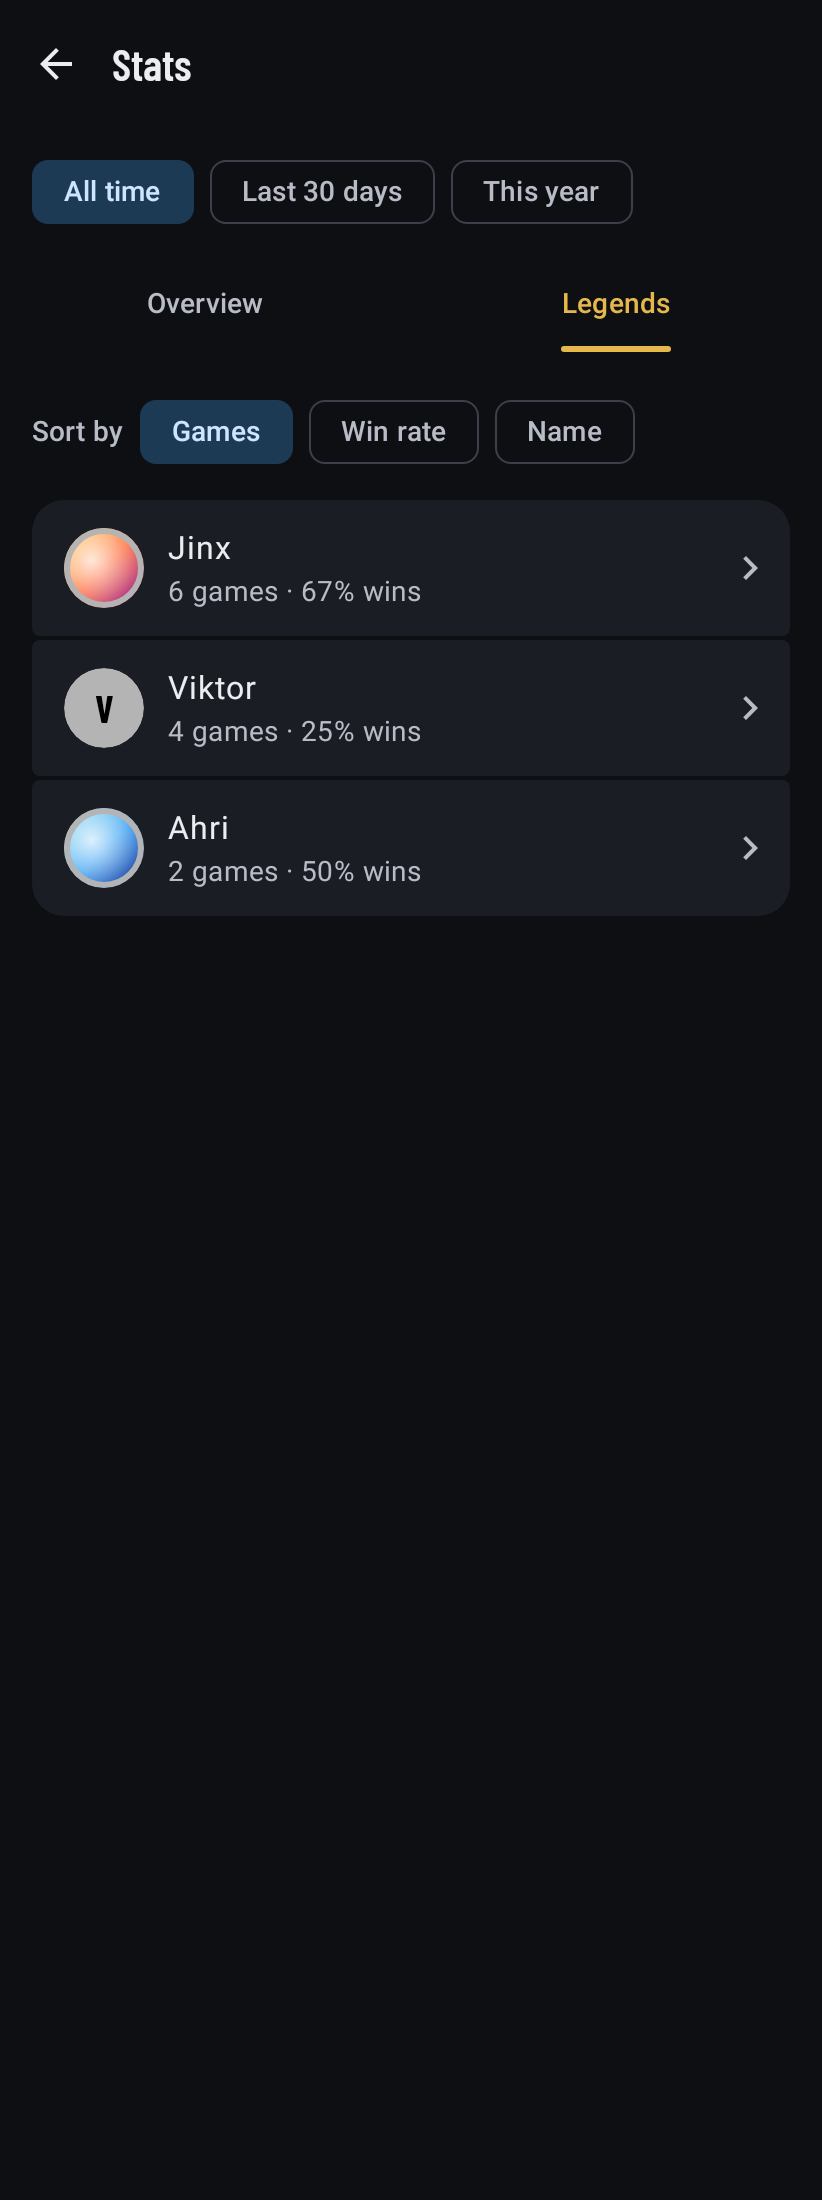 Stats
All time Last 30 days This year
Overview Legends
Sort by Games Win rate Name
Jinx
6 games · 67% wins
V
Viktor
4 games · 25% wins
Ahri
2 games · 50% wins